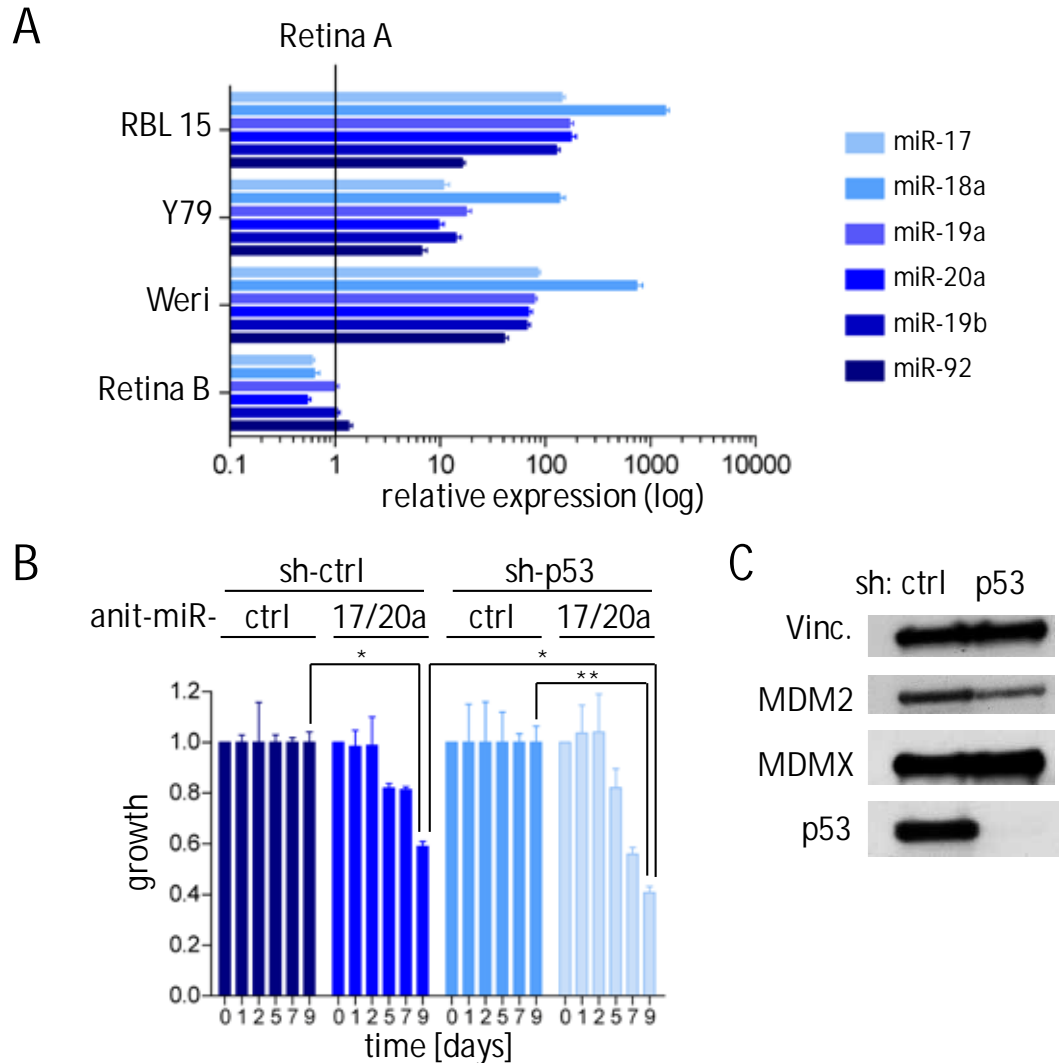 A
Retina A
RBL 15
Y79
Weri
Retina B
miR-17
miR-18a
miR-19a
miR-20a
miR-19b
miR-92
0.1 1 10 100 1000 10000
relative expression (log)
B
sh-ctrl sh-p53
anit-miR- ctrl 17/20a ctrl 17/20a
* *
**
1.2
1.0
0.8
0.6
0.4
0.2
0.0
growth
0 1 2 5 7 9 0 1 2 5 7 9 0 1 2 5 7 9 0 1 2 5 7 9
time [days]
C
sh: ctrl p53
Vinc.
MDM2
MDMX
p53